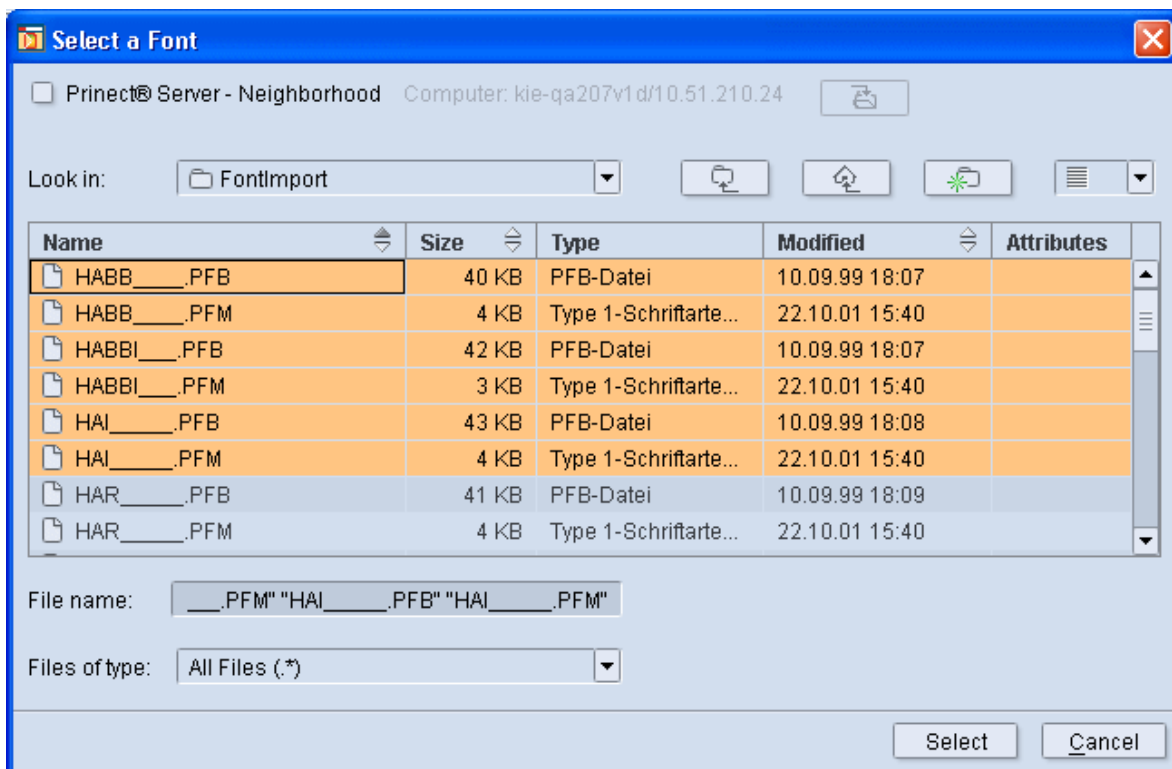 Select a Font
Prinect® Server - Neighborhood Computer: kie-qa207v1d/10.51.210.24
Look in: FontImport
Name Size Type Modified Attributes
HABB____.PFB 40 KB PFB-Datei 10.09.99 18:07
HABB____.PFM 4 KB Type 1-Schriftarte... 22.10.01 15:40
HABBI___.PFB 42 KB PFB-Datei 10.09.99 18:07
HABBI___.PFM 3 KB Type 1-Schriftarte... 22.10.01 15:40
HAI_____.PFB 43 KB PFB-Datei 10.09.99 18:08
HAI_____.PFM 4 KB Type 1-Schriftarte... 22.10.01 15:40
HAR_____.PFB 41 KB PFB-Datei 10.09.99 18:09
HAR_____.PFM 4 KB Type 1-Schriftarte... 22.10.01 15:40
File name: ___.PFM" "HAI_____.PFB" "HAI_____.PFM"
Files of type: All Files (.*)
Select Cancel